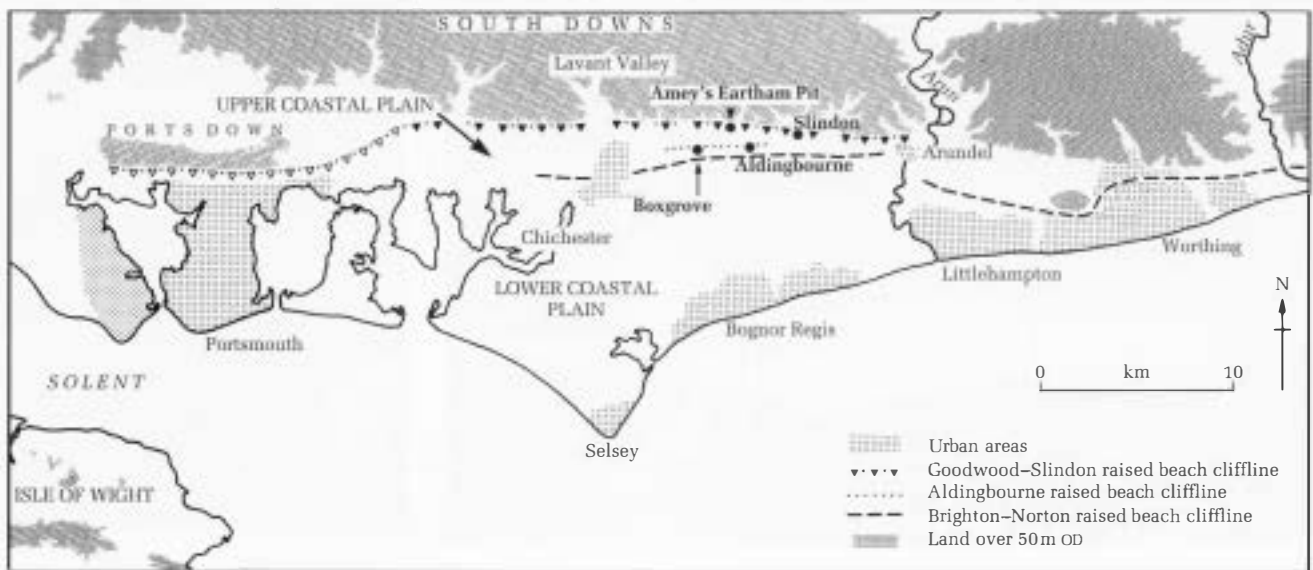 SOUTH DOWNS
Lavant Valley
Adur
Arun
UPPER COASTAL PLAIN
Amey's Eartham Pit
PORTS DOWN
Slindon
Arundel
Aldingbourne
Boxgrove
Chichester
Worthing
Littlehampton
LOWER COASTAL
PLAIN
Bognor Regis
Portsmouth
SOLENT
Selsey
ISLE OF WIGHT
N
0 km 10
Urban areas
Goodwood–Slindon raised beach cliffline
Aldingbourne raised beach cliffline
Brighton–Norton raised beach cliffline
Land over 50m OD